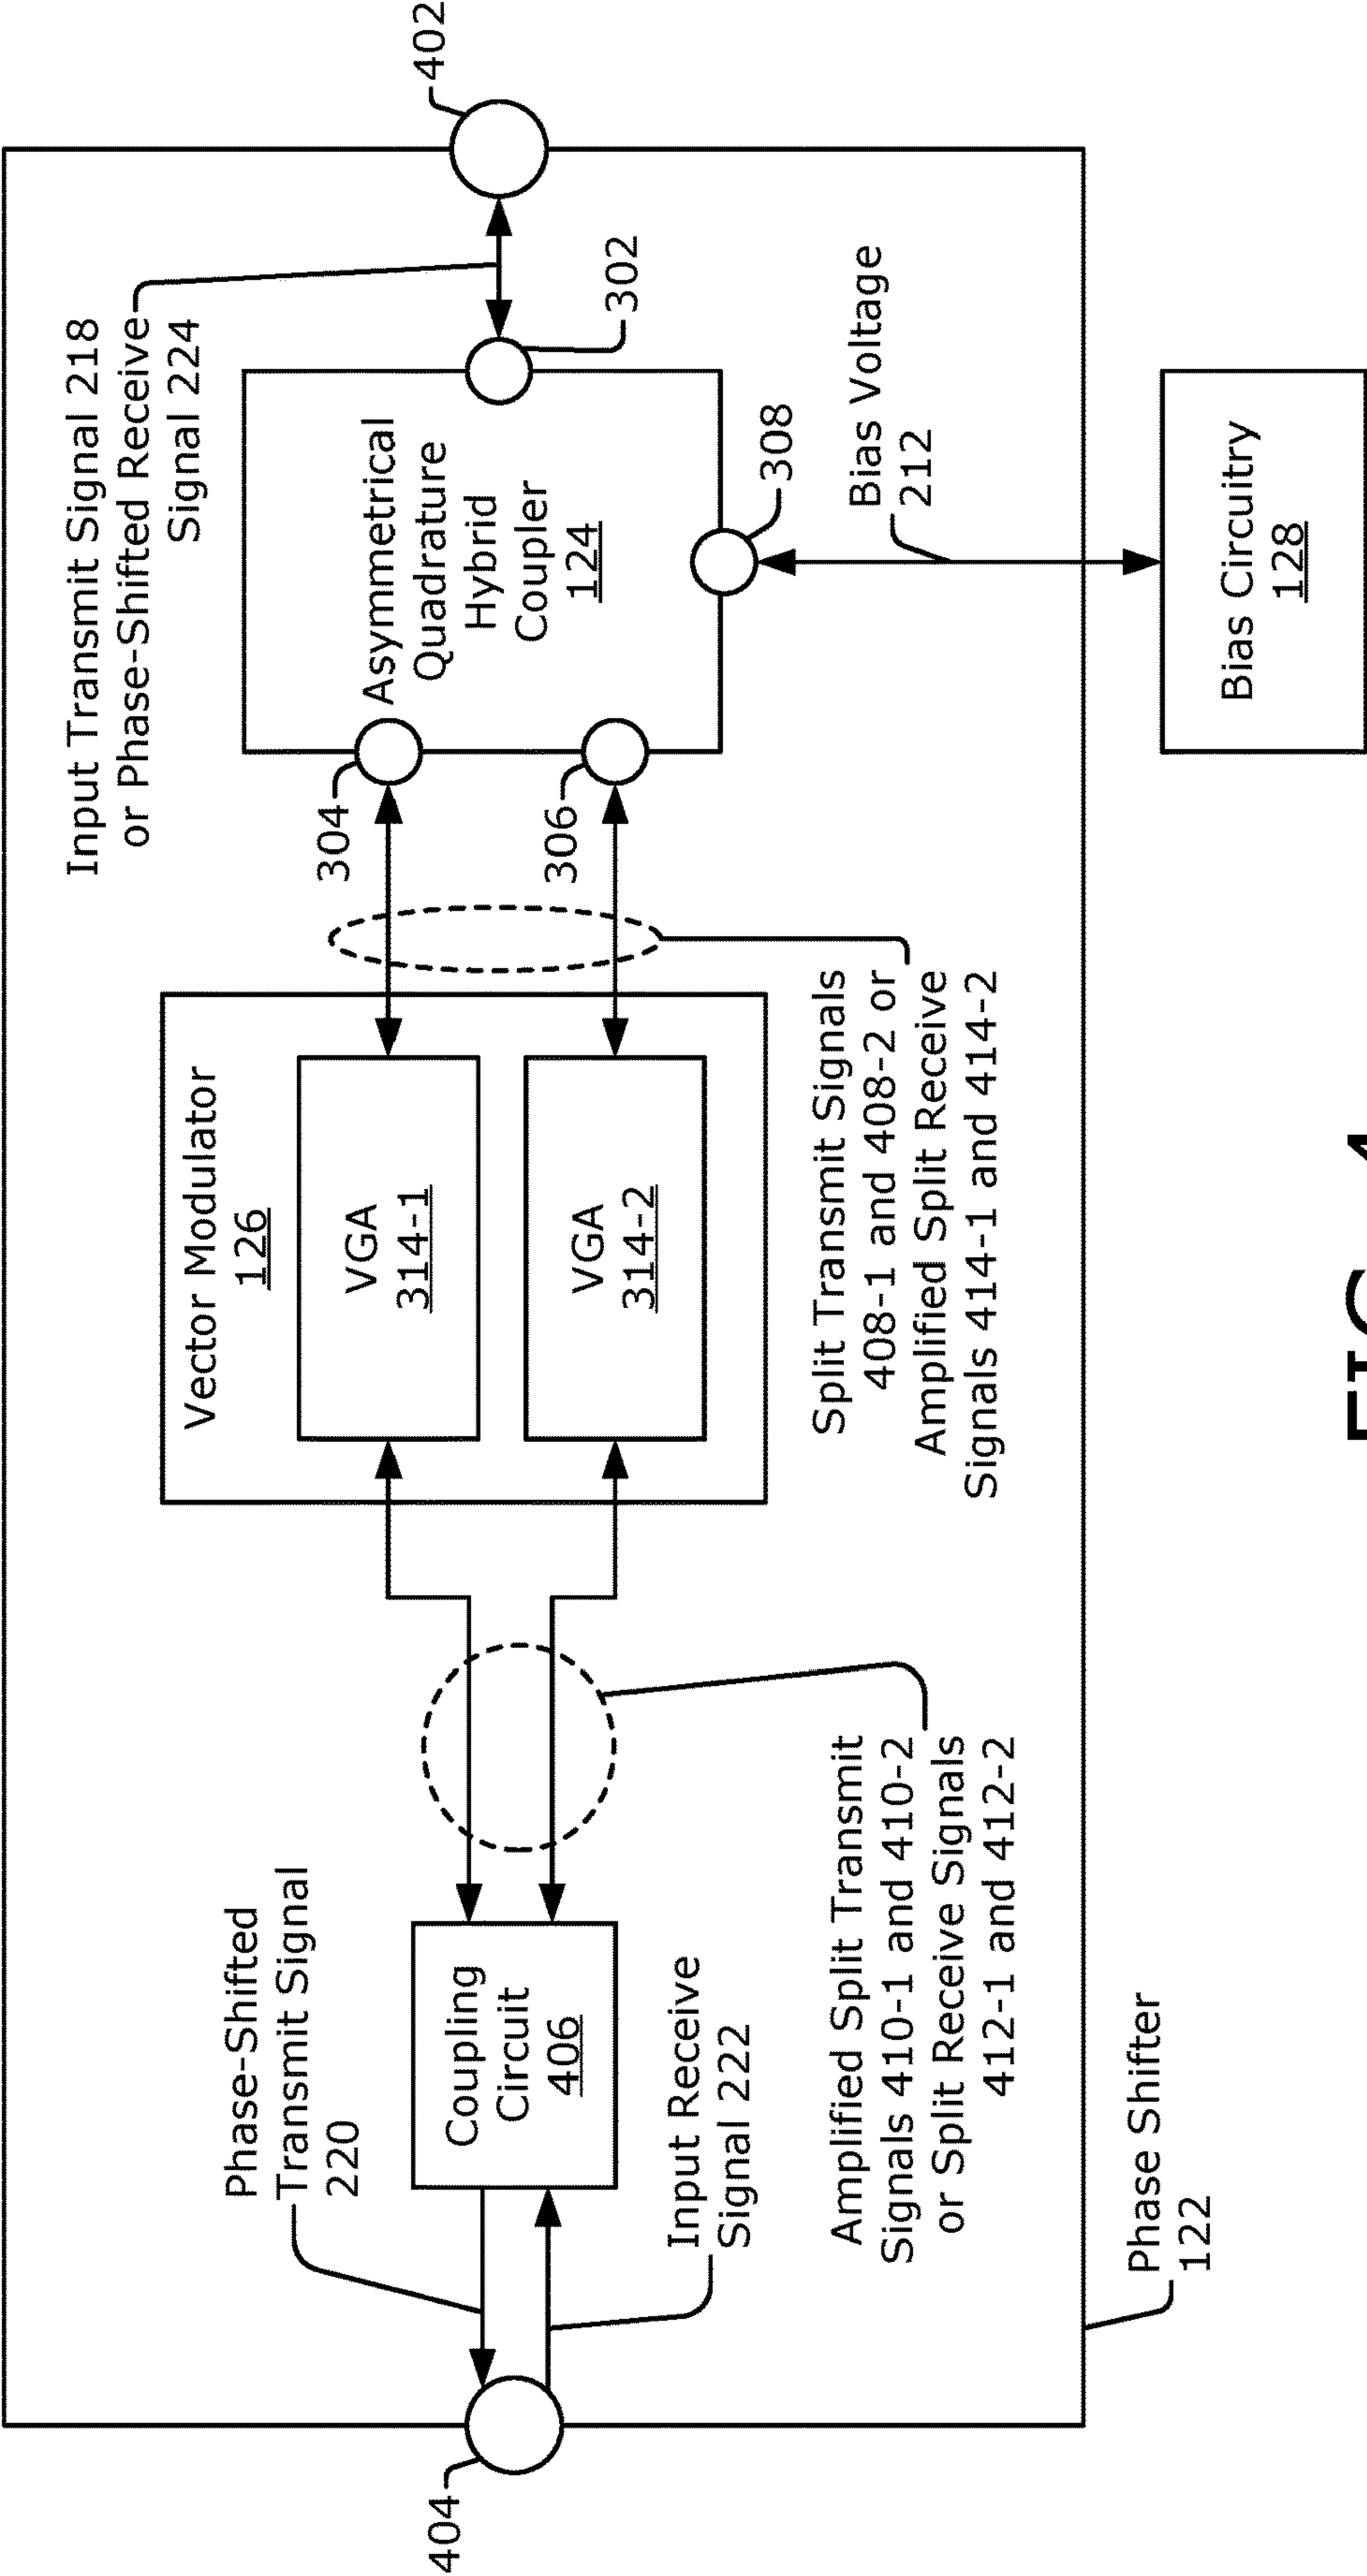 404
Phase-Shifted
Transmit Signal
220
Input Receive
Signal 222
Coupling
Circuit
406
Amplified Split Transmit
Signals 410-1 and 410-2
or Split Receive Signals
412-1 and 412-2
Phase Shifter
122
Vector Modulator
126
VGA
314-1
VGA
314-2
Split Transmit Signals
408-1 and 408-2 or
Amplified Split Receive
Signals 414-1 and 414-2
304
306
Input Transmit Signal 218
or Phase-Shifted Receive
Signal 224
Asymmetrical
Quadrature
Hybrid
Coupler
124
302
402
308
Bias Voltage
212
Bias Circuitry
128